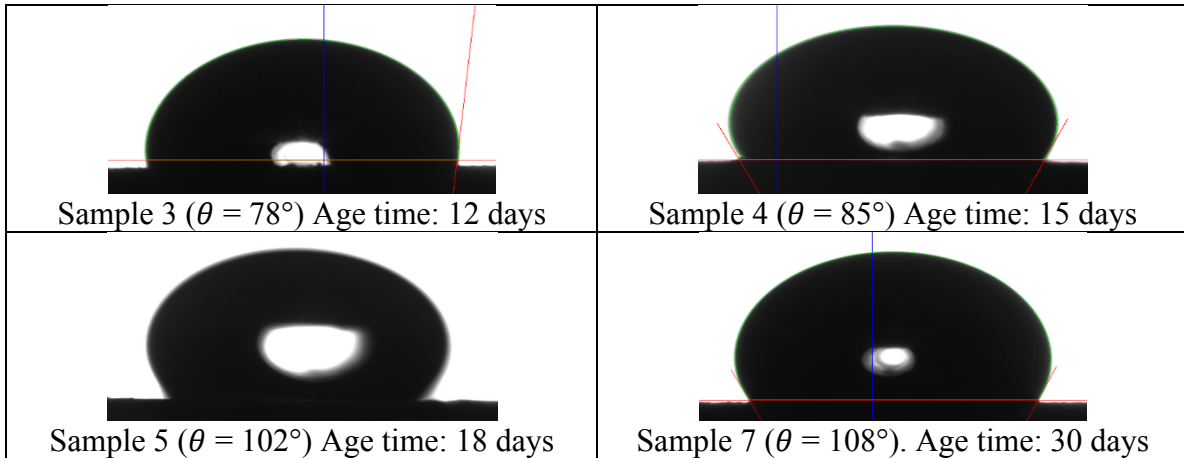 Sample 3 (θ = 78°) Age time: 12 days
Sample 4 (θ = 85°) Age time: 15 days
Sample 5 (θ = 102°) Age time: 18 days
Sample 7 (θ = 108°). Age time: 30 days